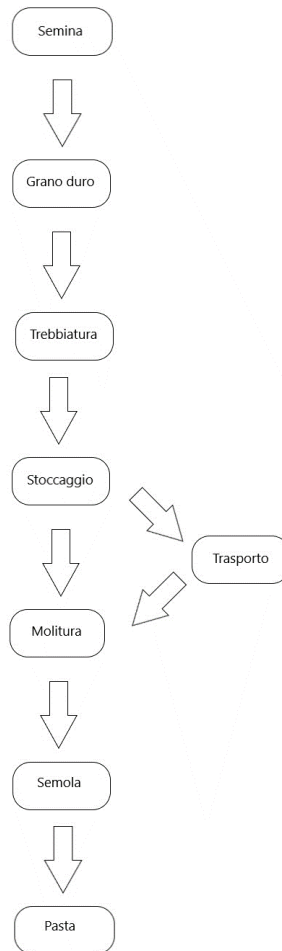 Semina
Grano duro
Trebbiatura
Stoccaggio
Trasporto
Molitura
Semola
Pasta